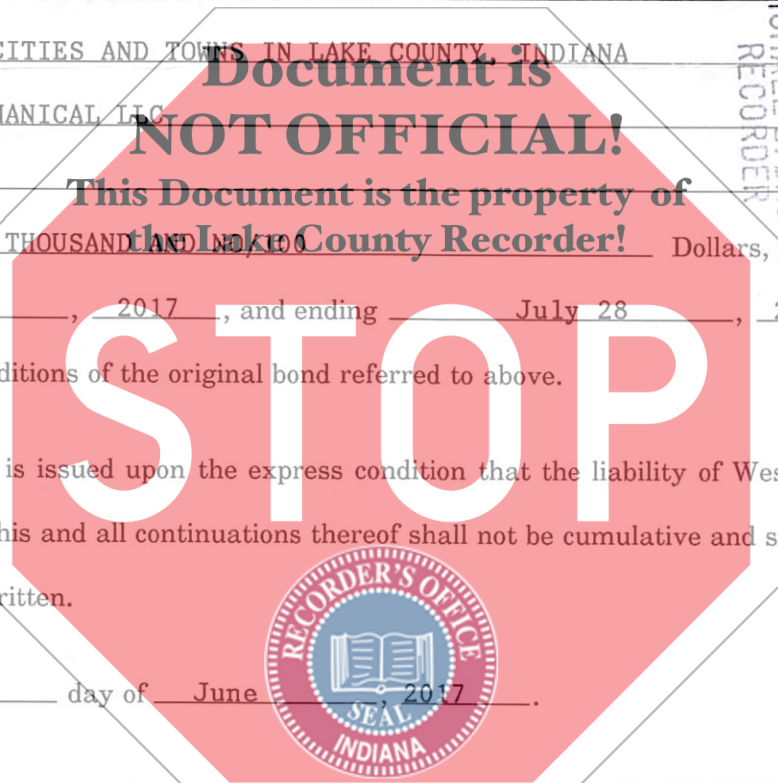 CITIES AND TOWNS IN LAKE COUNTY, INDIANA
Document is
HANICAL LLC
NOT OFFICIAL!
This Document is the property of
the Lake County Recorder!
THOUSAND AND NO/100 Dollars,
, 2017 , and ending July 28 , 2
ditions of the original bond referred to above.
STOP
is issued upon the express condition that the liability of Wes
his and all continuations thereof shall not be cumulative and s
ritten.
day of June , 2017 .
RECORDER'S OFFICE
SEAL
INDIANA
RECORDER